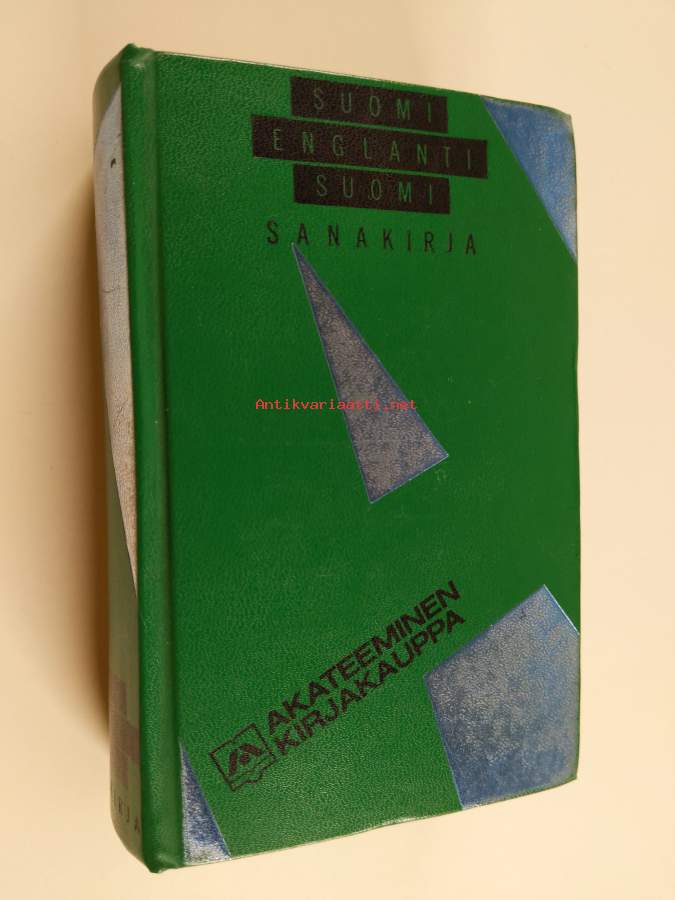 SUOMI
ENGLANTI
SUOMI
SANAKIRJA
Antikvariaatti.net
AKATEEMINEN
KIRJAKAUPPA